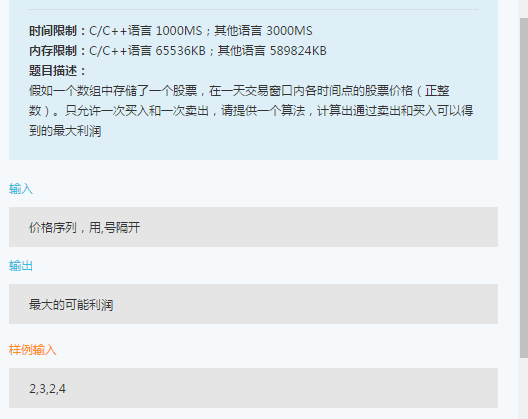 时间限制：C/C++语言 1000MS；其他语言 3000MS
内存限制：C/C++语言 65536KB；其他语言 589824KB
题目描述：
假如一个数组中存储了一个股票，在一天交易窗口内各时间点的股票价格（正整
数）。只允许一次买入和一次卖出，请提供一个算法，计算出通过卖出和买入可以得
到的最大利润
输入
价格序列，用,号隔开
输出
最大的可能利润
样例输入
2,3,2,4